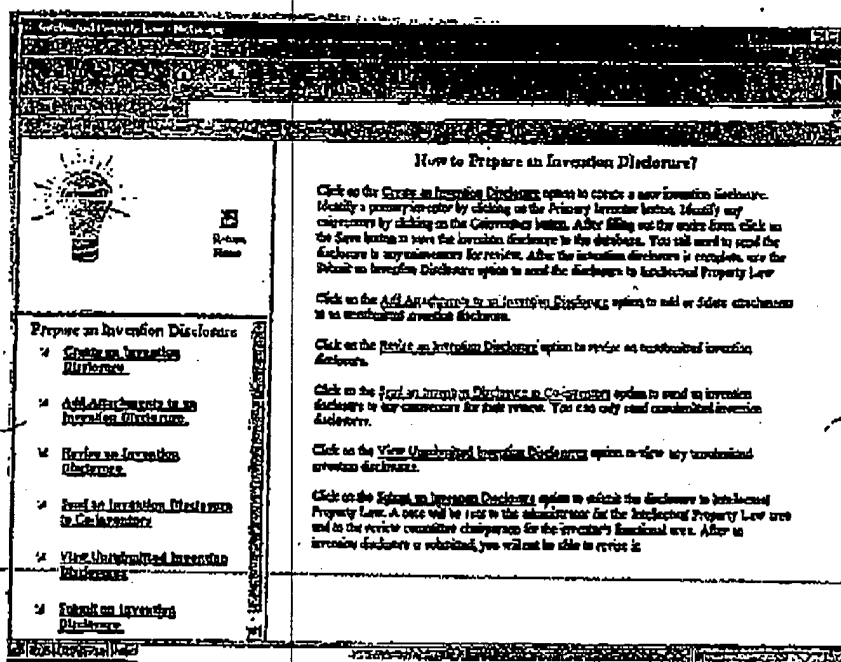 Intellectual Property Law - Netscape
Return
Home
Prepare an Invention Disclosure
Create an Invention
Disclosure
Add Attachments to an
Invention Disclosure
Revise an Invention
Disclosure
Send an Invention Disclosure
to Co-inventors
View Unsubmitted Invention
Disclosures
Submit an Invention
Disclosure
How to Prepare an Invention Disclosure?
Click on the Create an Invention Disclosure option to create a new invention disclosure.
Identify a primary inventor by clicking on the Primary Inventor button. Identify any
coinventors by clicking on the Coinventors button. After filling out the entire form, click on
the Save button to save the invention disclosure to the database. You will need to send the
disclosure to any coinventors for review. After the invention disclosure is complete, use the
Submit an Invention Disclosure option to send the disclosure to Intellectual Property Law
Click on the Add Attachments to an Invention Disclosure option to add or delete attachments
to an unsubmitted invention disclosure.
Click on the Revise an Invention Disclosure option to revise an unsubmitted invention
disclosure.
Click on the Send an Invention Disclosure to Co-inventors option to send an invention
disclosure to any coinventors for their review. You can only send unsubmitted invention
disclosures.
Click on the View Unsubmitted Invention Disclosures option to view any unsubmitted
invention disclosures.
Click on the Submit an Invention Disclosure option to submit the disclosure to Intellectual
Property Law. A note will be sent to the administrator for the Intellectual Property Law area
and to the review committee chairperson for the inventor's functional area. After an
invention disclosure is submitted, you will not be able to revise it